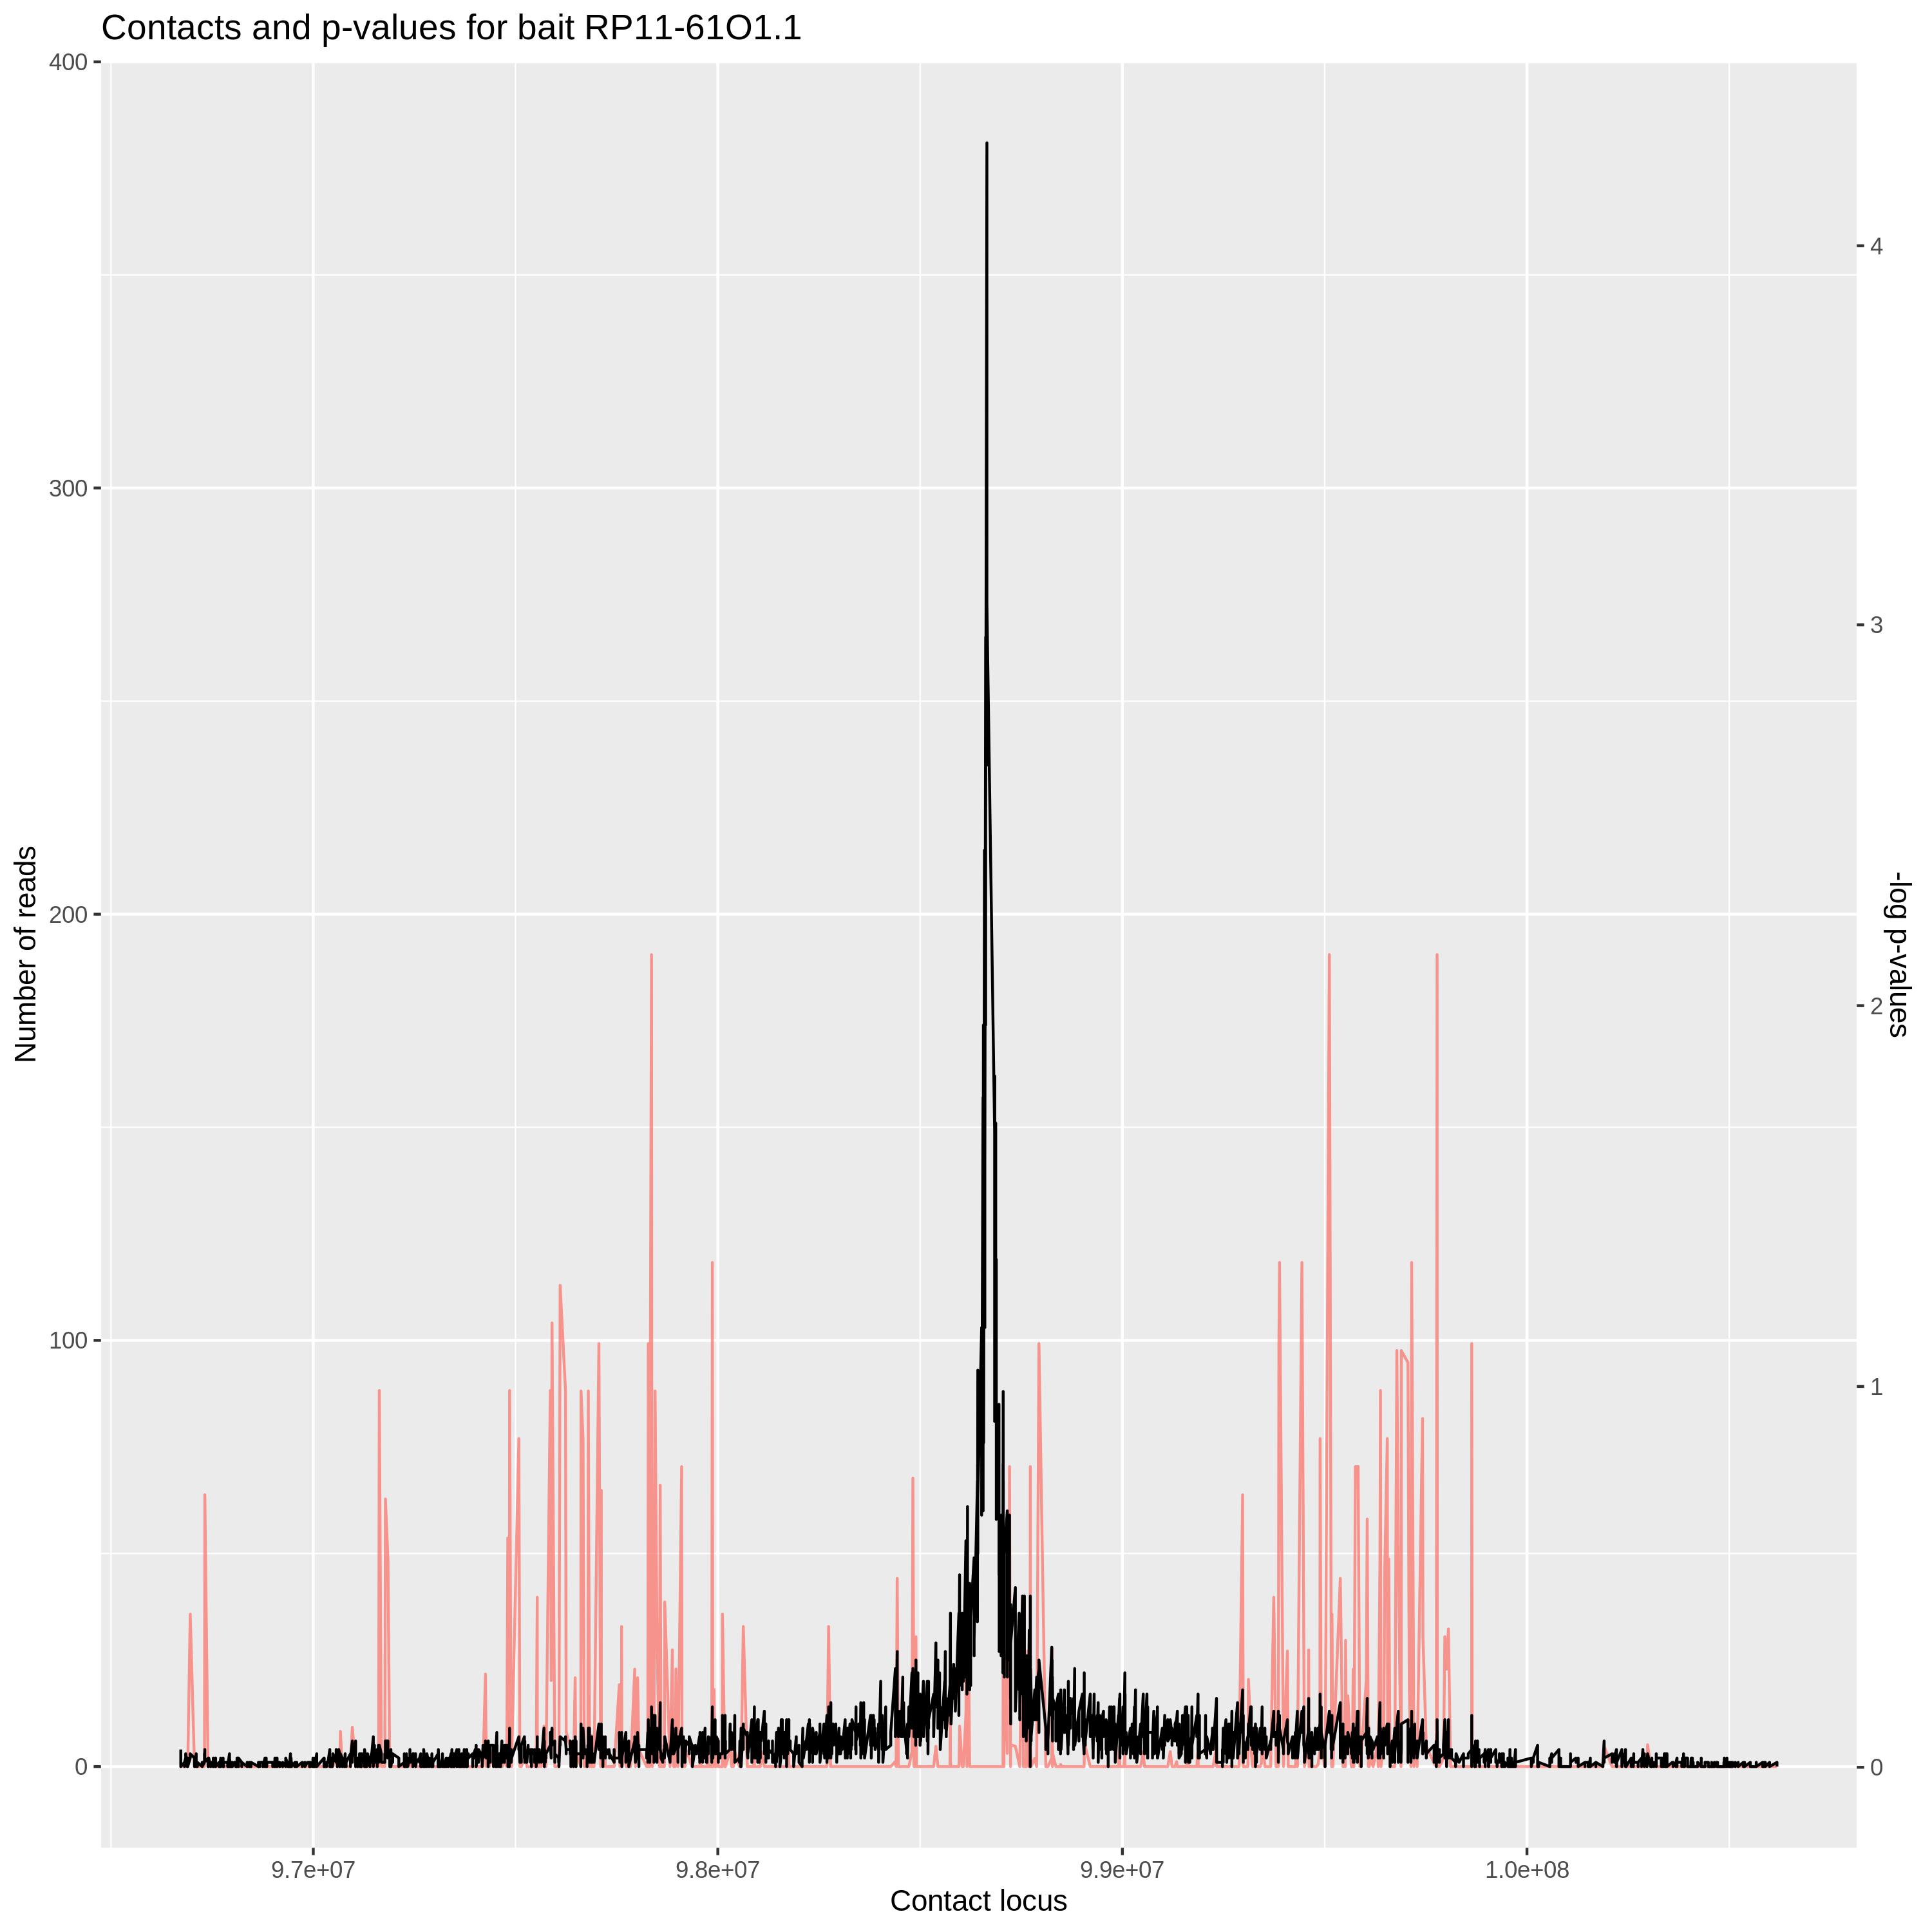 Contacts and p-values for bait RP11-61O1.1
400
300
200
100
0
Number of reads
4
3
2
1
0
-log p-values
9.7e+07
9.8e+07
9.9e+07
1.0e+08
Contact locus